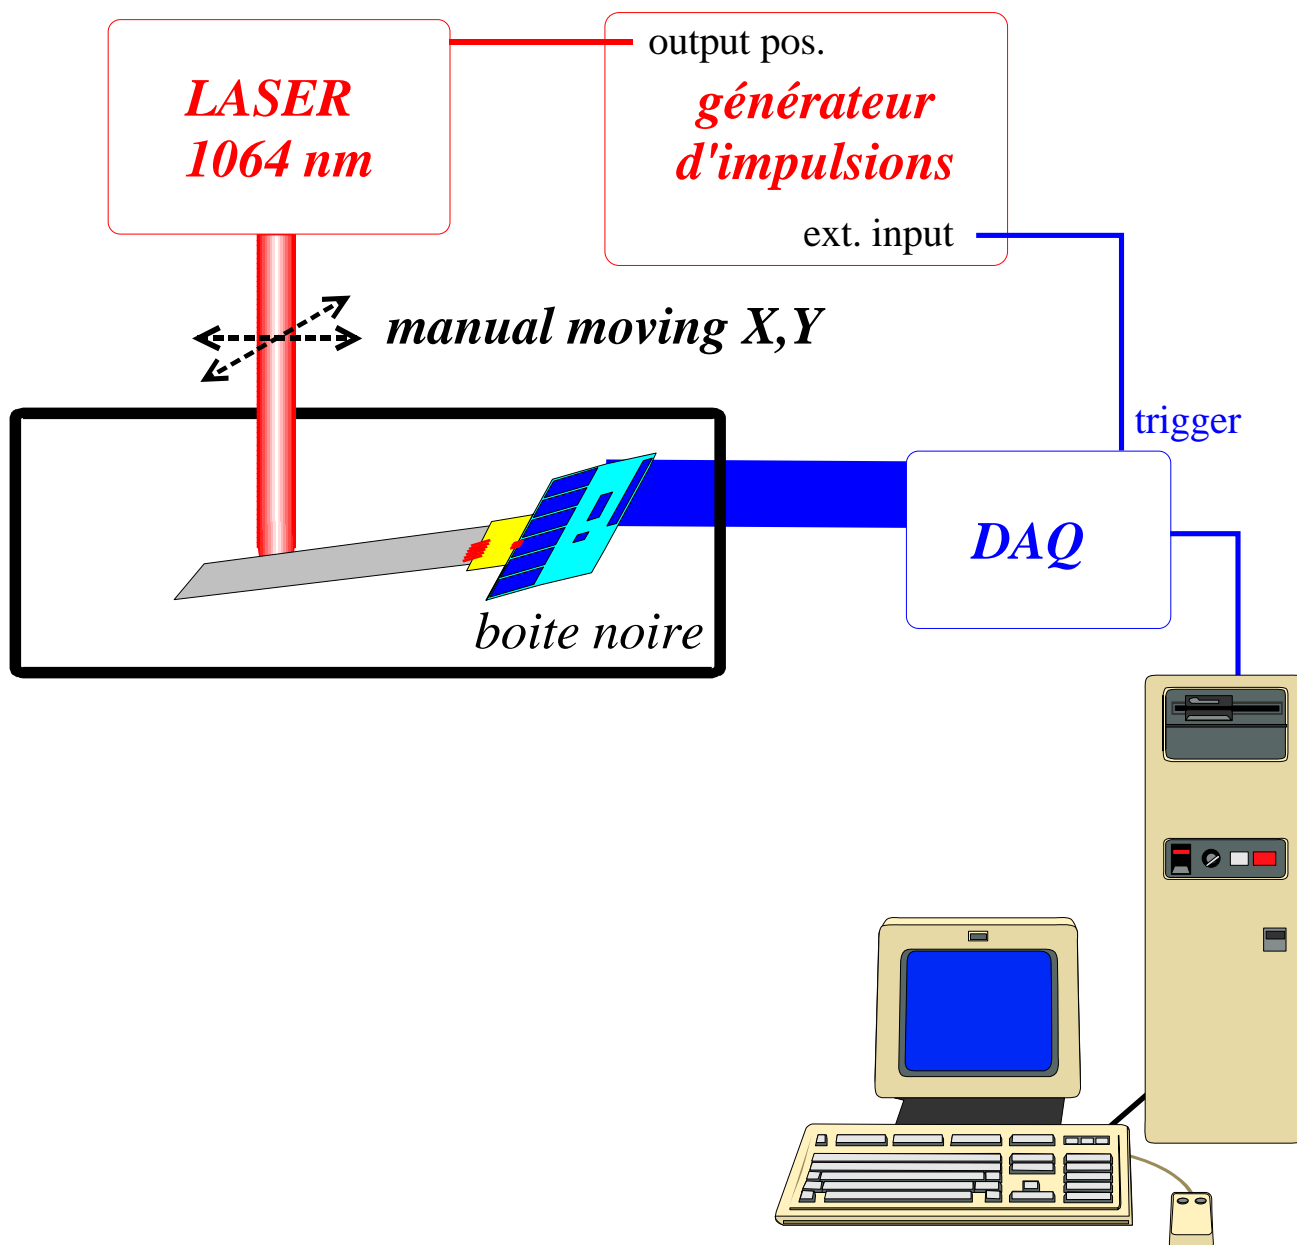 output pos.
LASER
1064 nm
générateur
d'impulsions
ext. input
manual moving X,Y
trigger
DAQ
boite noire